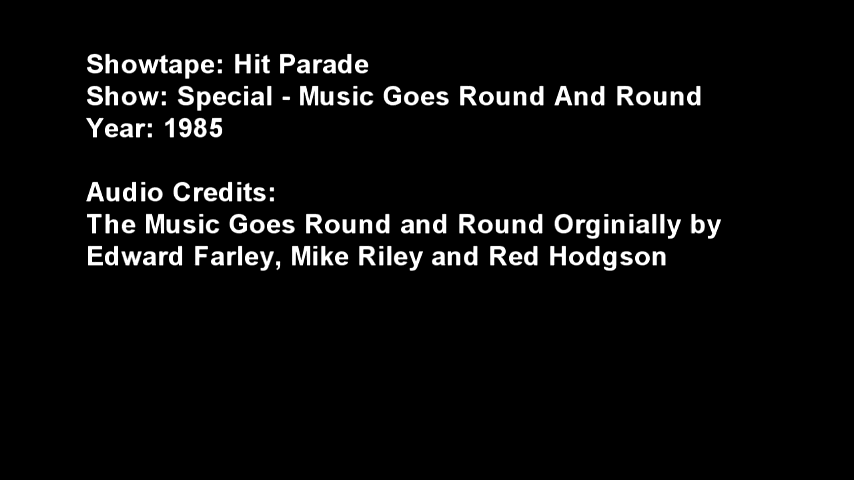 Showtape: Hit Parade
Show: Special - Music Goes Round And Round
Year: 1985
Audio Credits:
The Music Goes Round and Round Orginially by
Edward Farley, Mike Riley and Red Hodgson